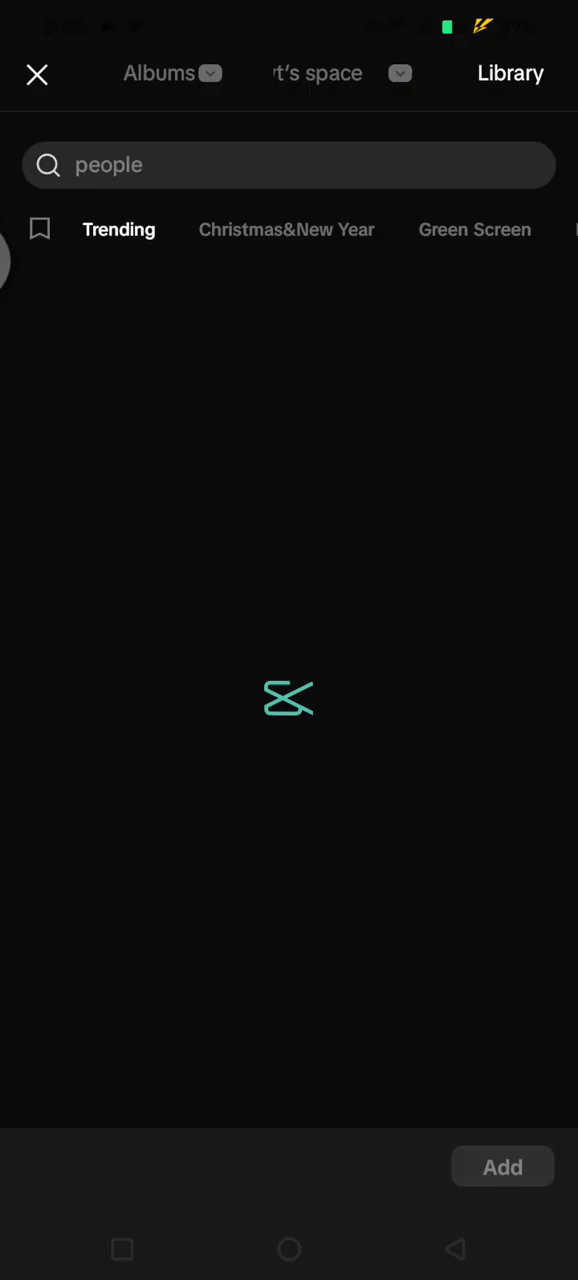 Albums 't's space Library
people
Trending Christmas&New Year Green Screen
Add